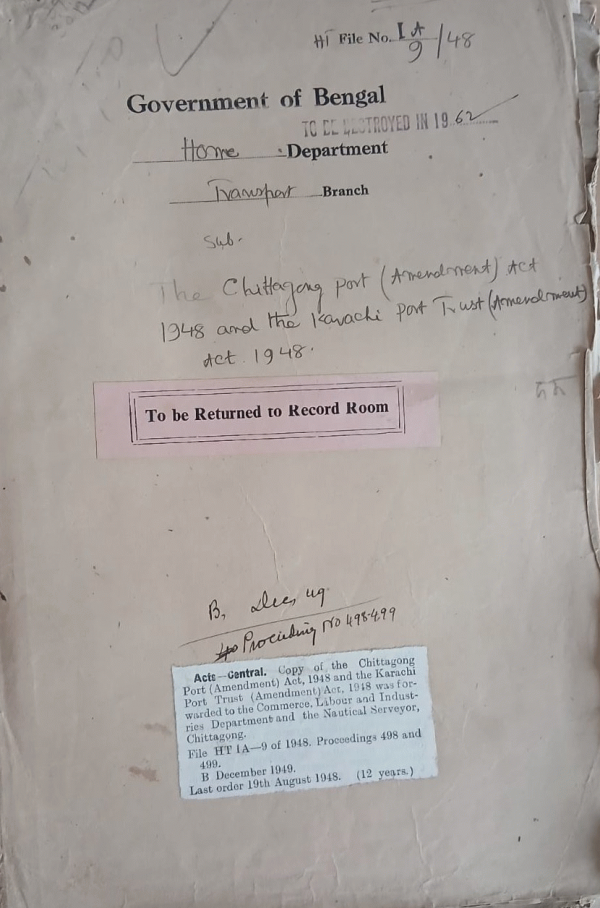 HT File No. IA/9/48
Government of Bengal
TO BE DESTROYED IN 1962
Home Department
Transport Branch
Sub.
The Chittagong Port (Amendment) Act
1948 and the Karachi Port Trust (Amendment)
Act 1948.
To be Returned to Record Room
B, Dec, 49
Proceeding No 498-499
Acts—Central. Copy of the Chittagong
Port (Amendment) Act, 1948 and the Karachi
Port Trust (Amendment) Act, 1948 was for-
warded to the Commerce, Labour and Indust-
ries Department and the Nautical Serveyor,
Chittagong.
File HT 1A—9 of 1948. Proceedings 498 and
499.
B December 1949.
Last order 19th August 1948. (12 years.)